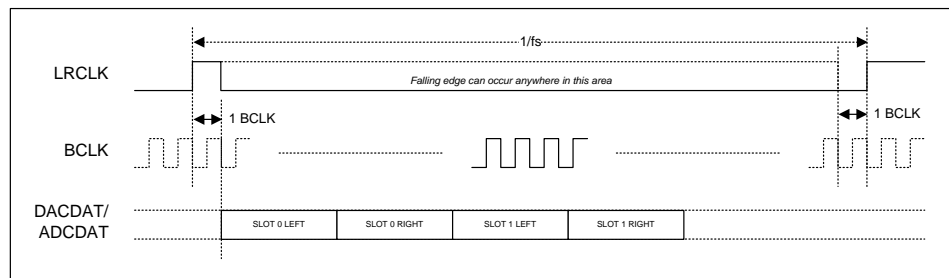 1/fs
LRCLK
Falling edge can occur anywhere in this area
1 BCLK
1 BCLK
BCLK
DACDAT/
ADCDAT
SLOT 0 LEFT
SLOT 0 RIGHT
SLOT 1 LEFT
SLOT 1 RIGHT